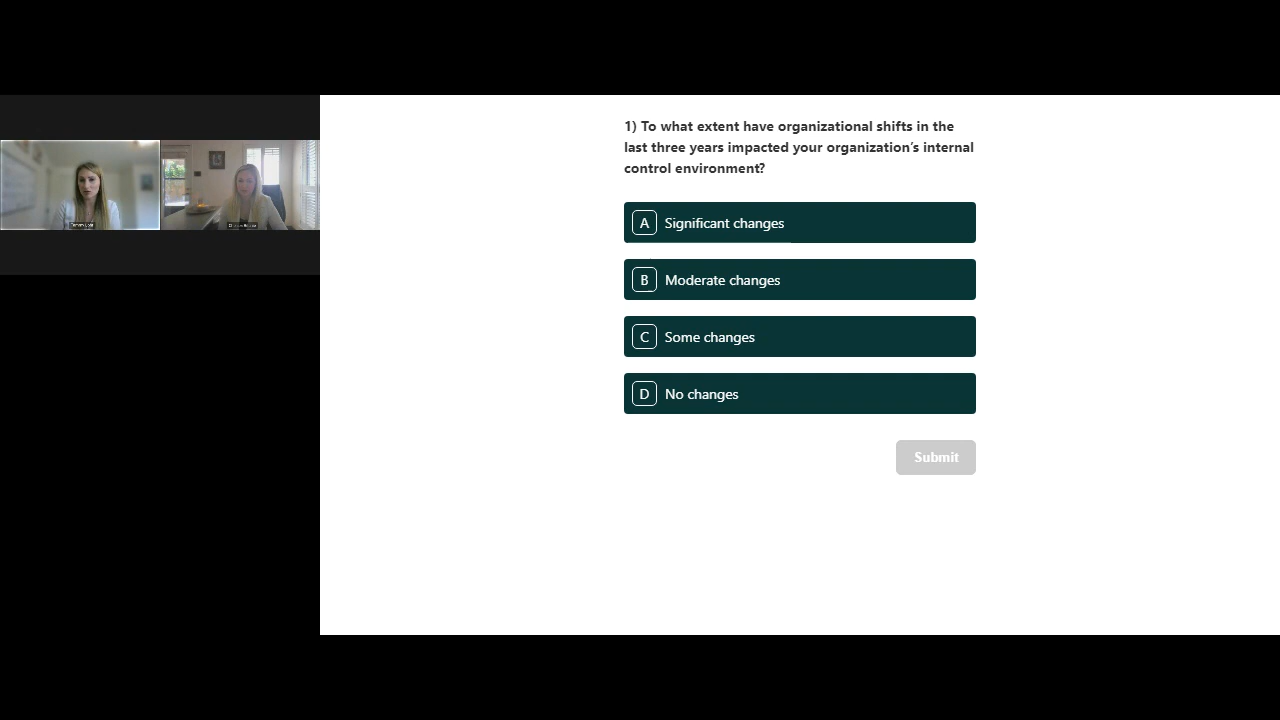 1) To what extent have organizational shifts in the
last three years impacted your organization’s internal
control environment?
A Significant changes
B Moderate changes
C Some changes
D No changes
Submit